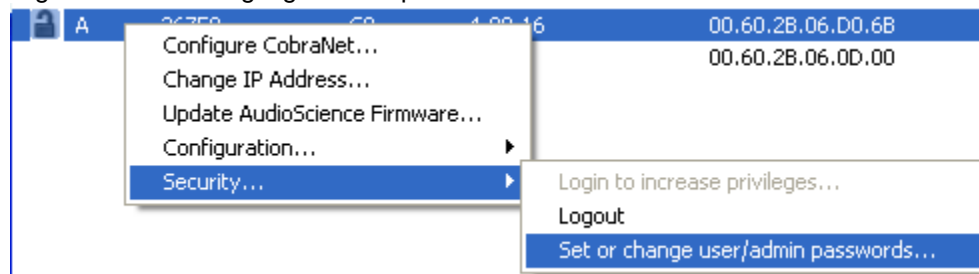 A 00.60.2B.06.D0.6B
Configure CobraNet...
00.60.2B.06.0D.00
Change IP Address...
Update AudioScience Firmware...
Configuration...
Security...
Login to increase privileges...
Logout
Set or change user/admin passwords...